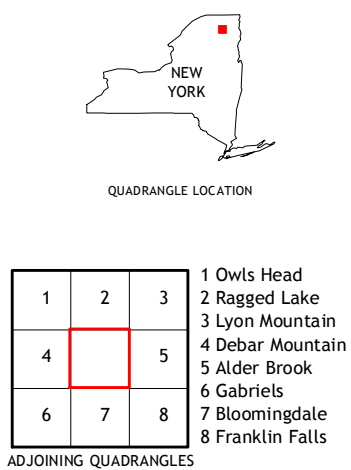 NEW
YORK
QUADRANGLE LOCATION
1 2 3
4 5
6 7 8
1 Owls Head
2 Ragged Lake
3 Lyon Mountain
4 Debar Mountain
5 Alder Brook
6 Gabriels
7 Bloomingdale
8 Franklin Falls
ADJOINING QUADRANGLES